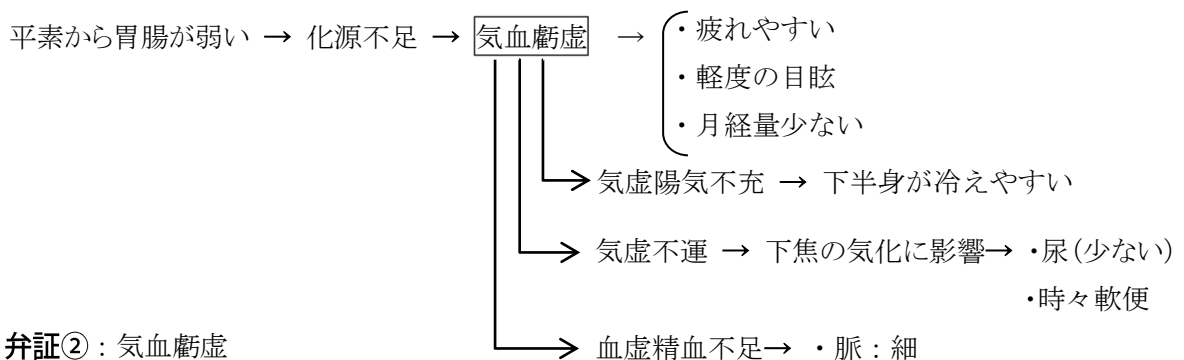 平素から胃腸が弱い → 化源不足 → 気血虧虚 →
・疲れやすい
・軽度の目眩
・月経量少ない
気虚陽気不充 → 下半身が冷えやすい
気虚不運 → 下焦の気化に影響→ ・尿(少ない)
・時々軟便
弁証②:気血虧虚
血虚精血不足→ ・脈:細